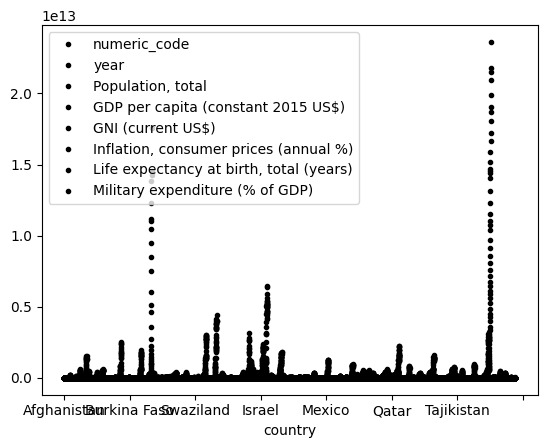 1e13
numeric_code
year
Population, total
GDP per capita (constant 2015 US$)
GNI (current US$)
Inflation, consumer prices (annual %)
Life expectancy at birth, total (years)
Military expenditure (% of GDP)
2.0
1.5
1.0
0.5
0.0
Afghanistan Burkina Faso Swaziland Israel Mexico Qatar Tajikistan
country